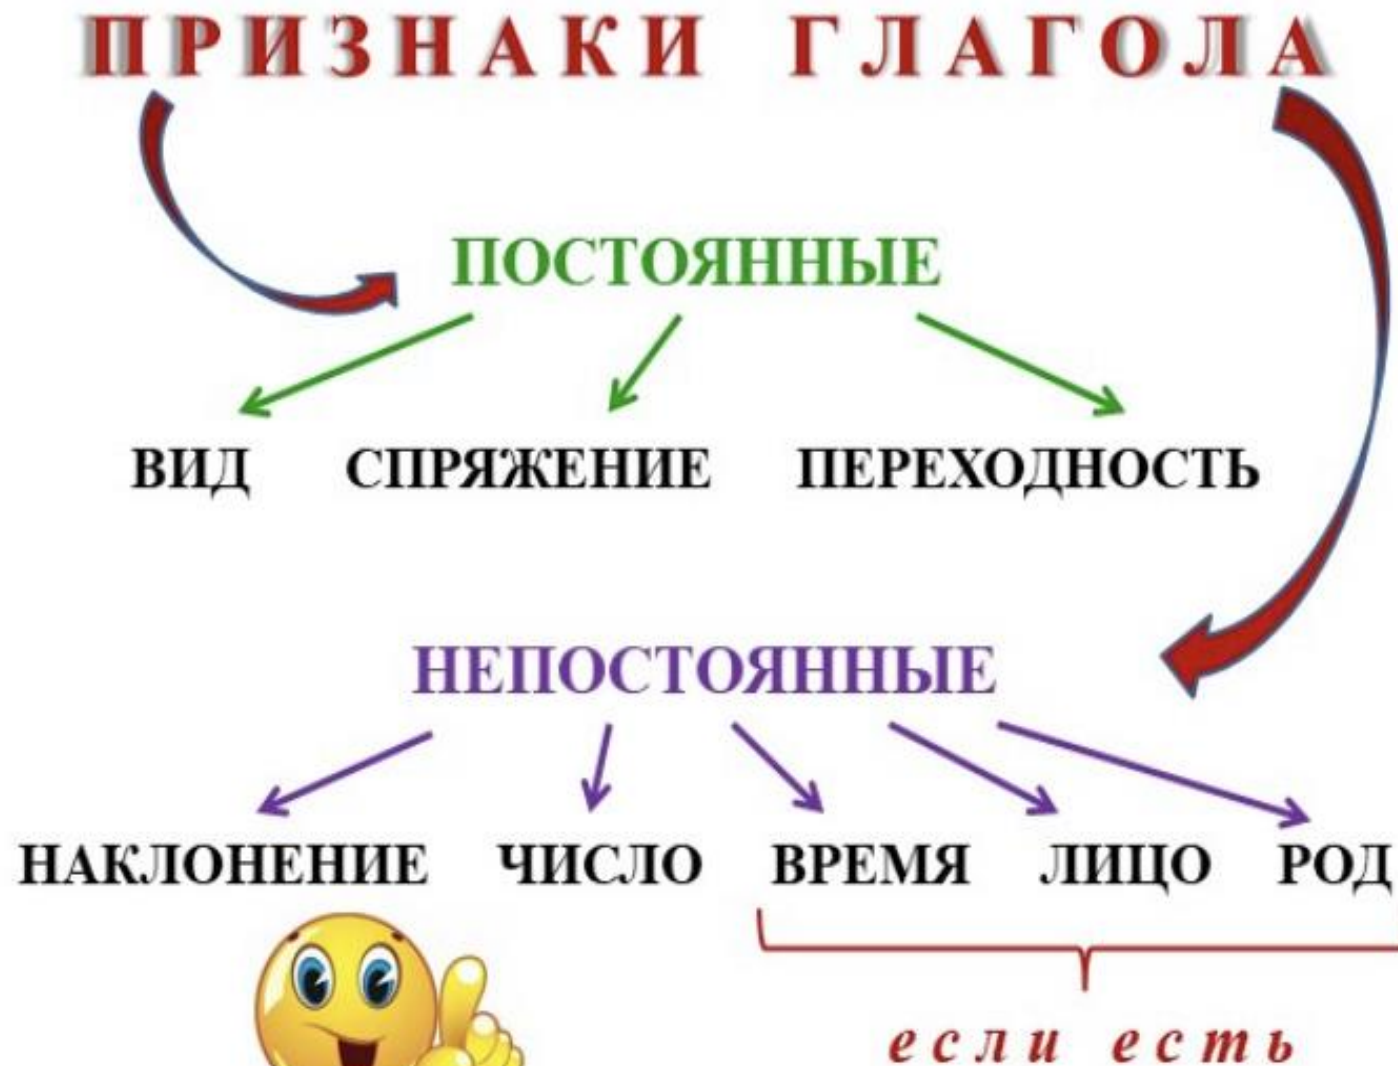 ПРИЗНАКИ ГЛАГОЛА
ПОСТОЯННЫЕ
ВИД СПРЯЖЕНИЕ ПЕРЕХОДНОСТЬ
НЕПОСТОЯННЫЕ
НАКЛОНЕНИЕ ЧИСЛО ВРЕМЯ ЛИЦО РОД
если есть